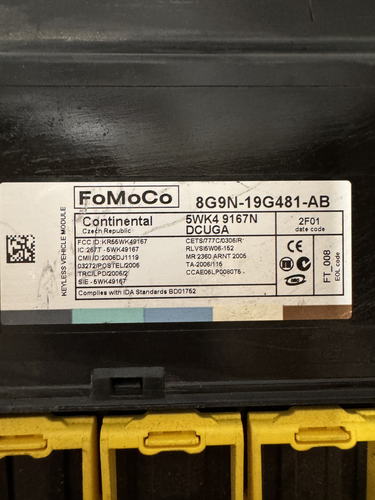 FoMoCo 8G9N-19G481-AB
KEYLESS VEHICLE MODULE
Continental
Czech Republic
5WK4 9167N
DCUGA
2F01
date code
FCC ID: KR55WK49167
IC: 267T - 5WK49167
CMII ID: 2006DJ1119
03272/POSTEL/2006
TRC/LPD/2006/2
SIE - 5WK49167
CETS/777C/0306/R
RLVSI5W06-152
MR 2360 ARNT 2005
TA-2006/116
CCAE06LP0080T6
Complies with IDA Standards BD01752
FT_008
EOL code